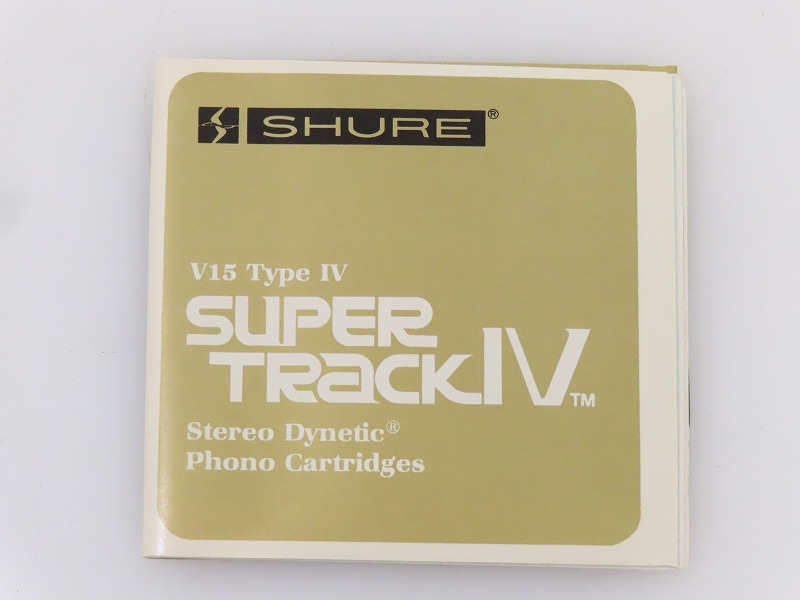 SHURE®
V15 Type IV
SUPER
TRACK IV™
Stereo Dynetic®
Phono Cartridges